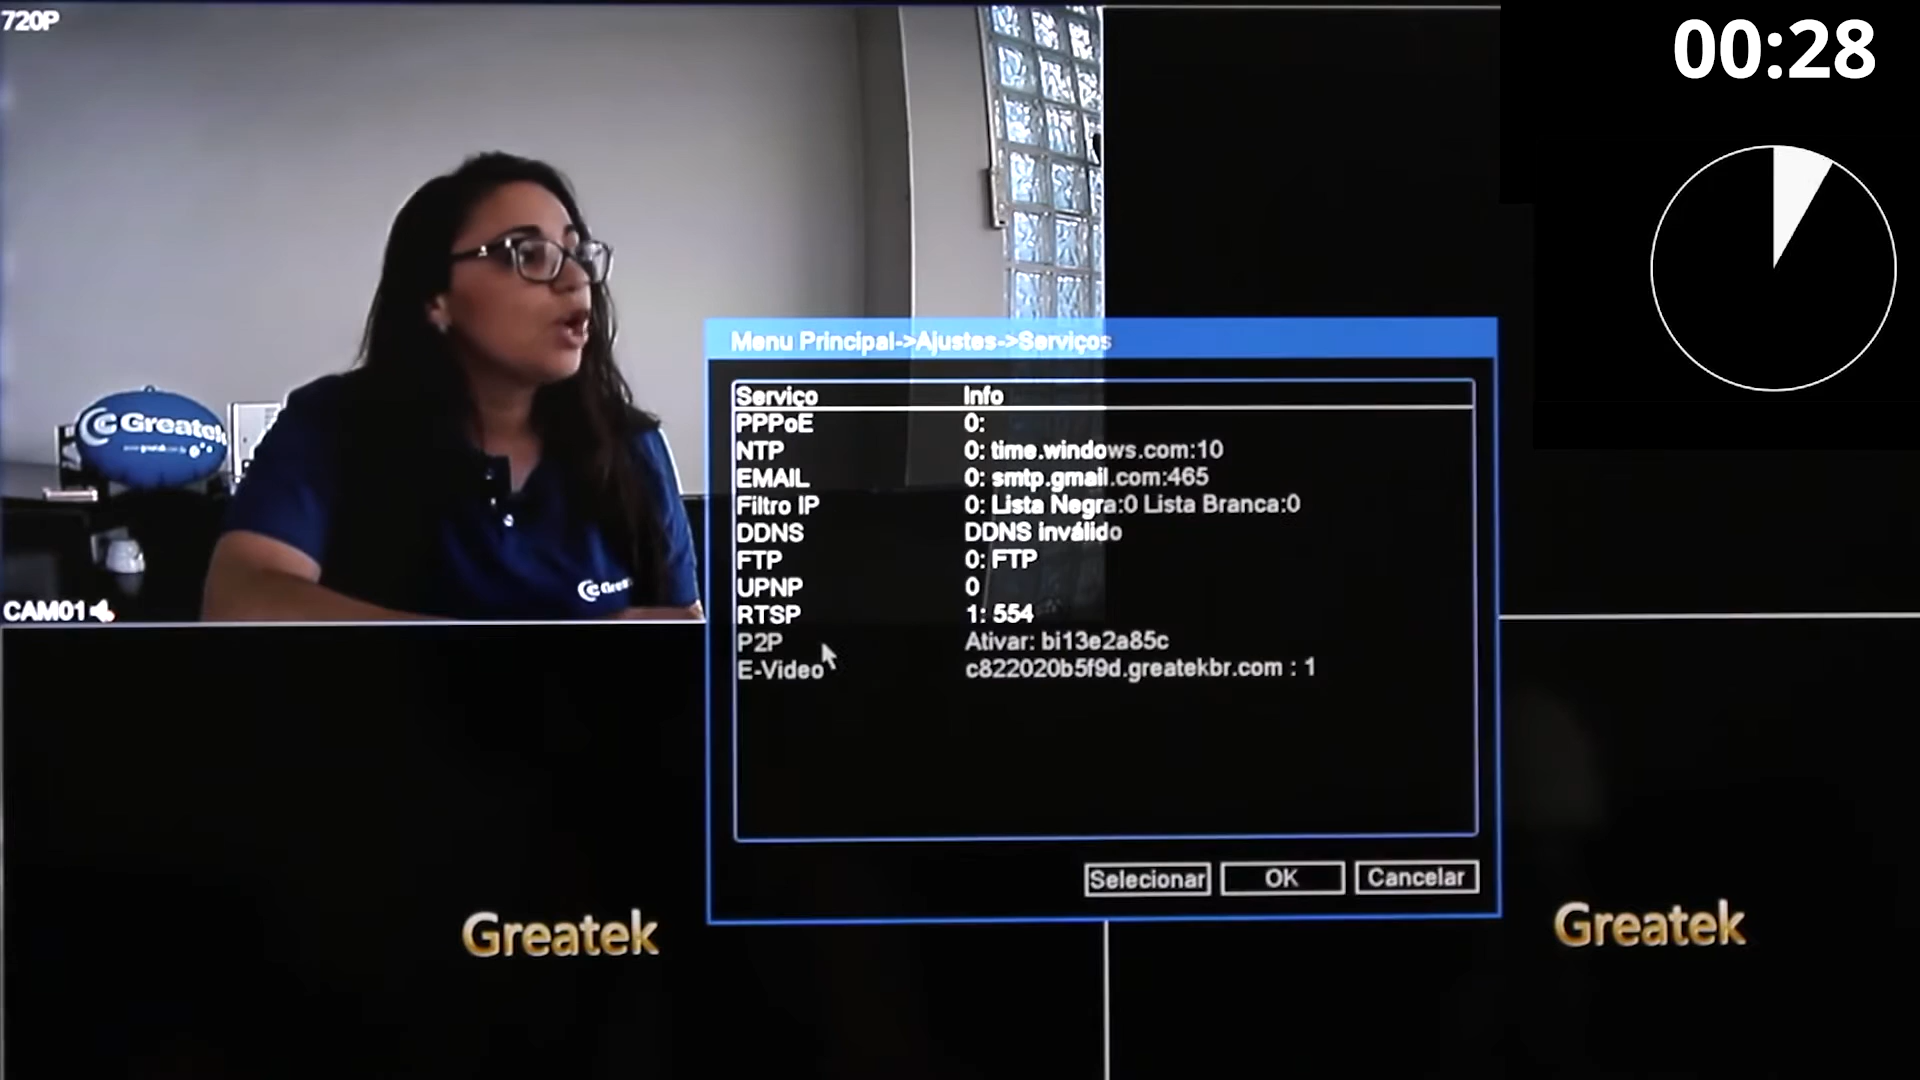 720P
00:28
Menu Principal->Ajustes->Serviços
Serviço Info
PPPoE 0:
NTP 0: time.windows.com:10
EMAIL 0: smtp.gmail.com:465
Filtro IP 0: Lista Negra:0 Lista Branca:0
DDNS DDNS inválido
FTP 0: FTP
UPNP 0
RTSP 1: 554
P2P Ativar: bi13e2a85c
E-Video c822020b5f9d.greatekbr.com : 1
Selecionar OK Cancelar
Greatek
CAM01
Greatek
Greatek